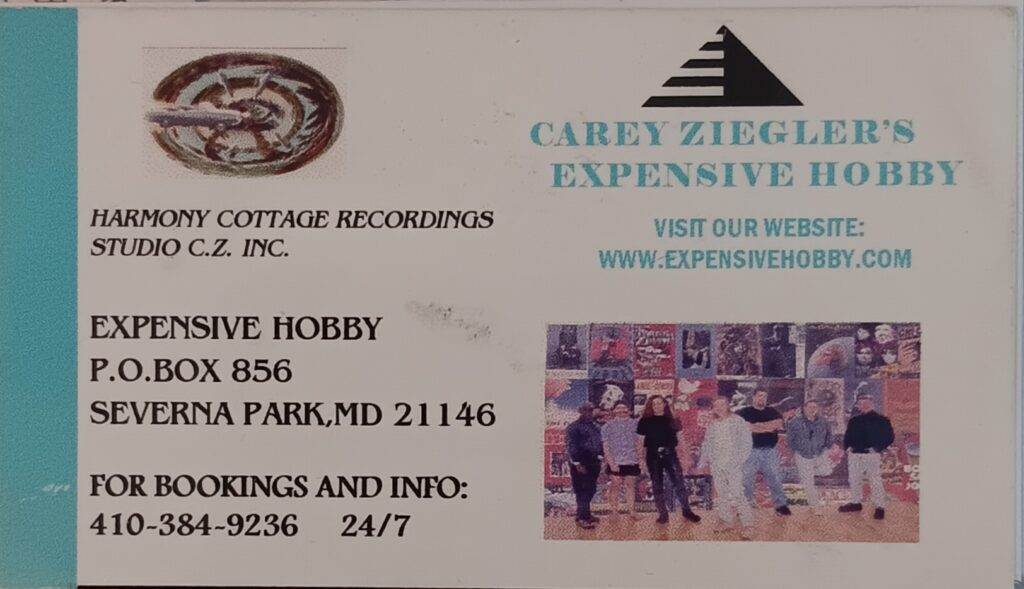 HARMONY COTTAGE RECORDINGS
STUDIO C.Z. INC.
EXPENSIVE HOBBY
P.O.BOX 856
SEVERNA PARK,MD 21146
FOR BOOKINGS AND INFO:
410-384-9236 24/7
CAREY ZIEGLER'S
EXPENSIVE HOBBY
VISIT OUR WEBSITE:
WWW.EXPENSIVEHOBBY.COM